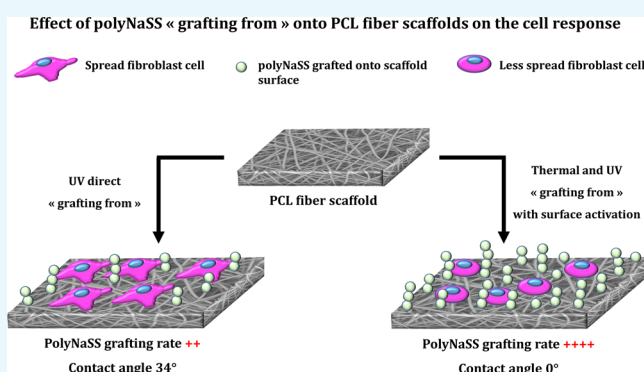 Effect of polyNaSS « grafting from » onto PCL fiber scaffolds on the cell response
Spread fibroblast cell
polyNaSS grafted onto scaffold
surface
Less spread fibroblast cell
UV direct
« grafting from »
PCL fiber scaffold
Thermal and UV
« grafting from »
with surface activation
PolyNaSS grafting rate ++
Contact angle 34°
PolyNaSS grafting rate ++++
Contact angle 0°